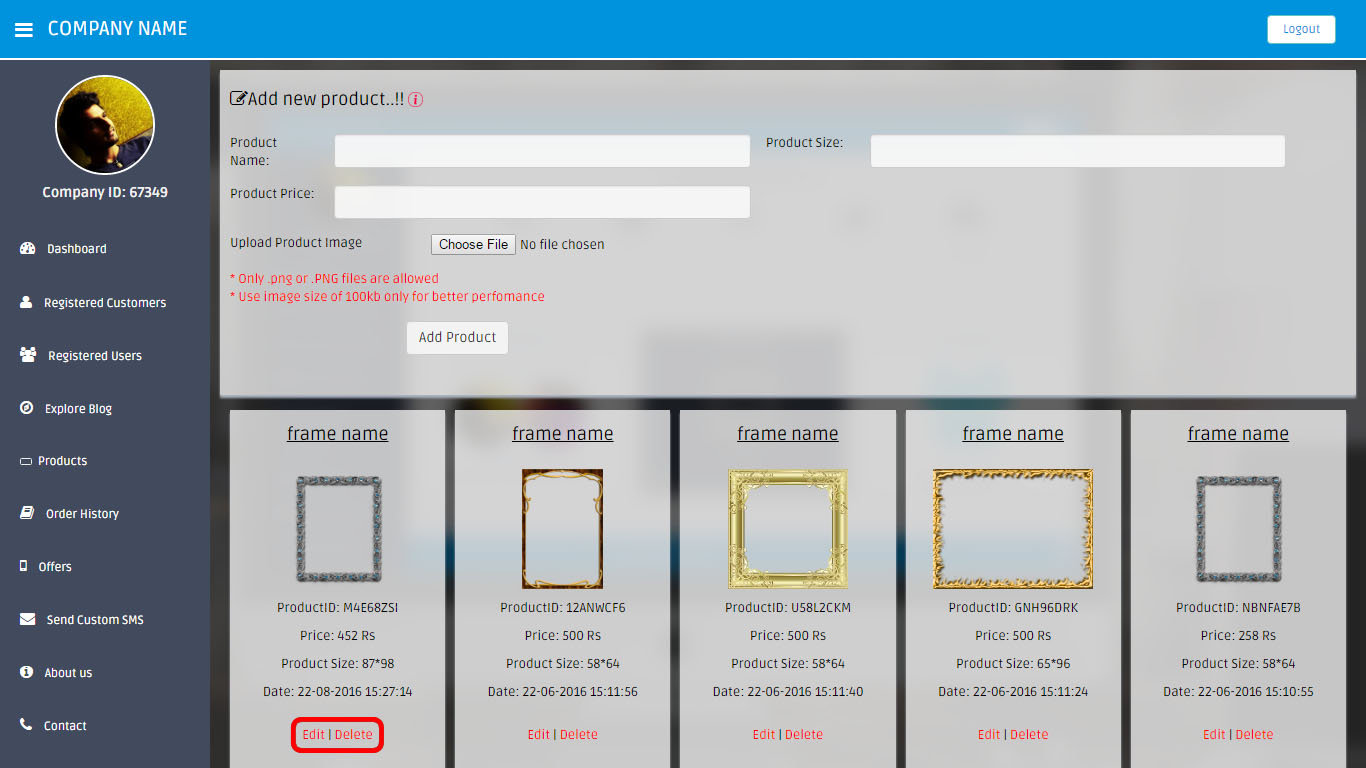 COMPANY NAME
Logout
Company ID: 67349
Dashboard
Registered Customers
Registered Users
Explore Blog
Products
Order History
Offers
Send Custom SMS
About us
Contact
Add new product..!!
Product Name:
Product Size:
Product Price:
Upload Product Image
Choose File No file chosen
* Only .png or .PNG files are allowed
* Use image size of 100kb only for better perfomance
Add Product
frame name
ProductID: M4E68ZSI
Price: 452 Rs
Product Size: 87*98
Date: 22-08-2016 15:27:14
Edit | Delete
frame name
ProductID: 12ANWCF6
Price: 500 Rs
Product Size: 58*64
Date: 22-06-2016 15:11:56
Edit | Delete
frame name
ProductID: U58L2CKM
Price: 500 Rs
Product Size: 58*64
Date: 22-06-2016 15:11:40
Edit | Delete
frame name
ProductID: GNH96DRK
Price: 500 Rs
Product Size: 65*96
Date: 22-06-2016 15:11:24
Edit | Delete
frame name
ProductID: NBNFAE7B
Price: 258 Rs
Product Size: 58*64
Date: 22-06-2016 15:10:55
Edit | Delete